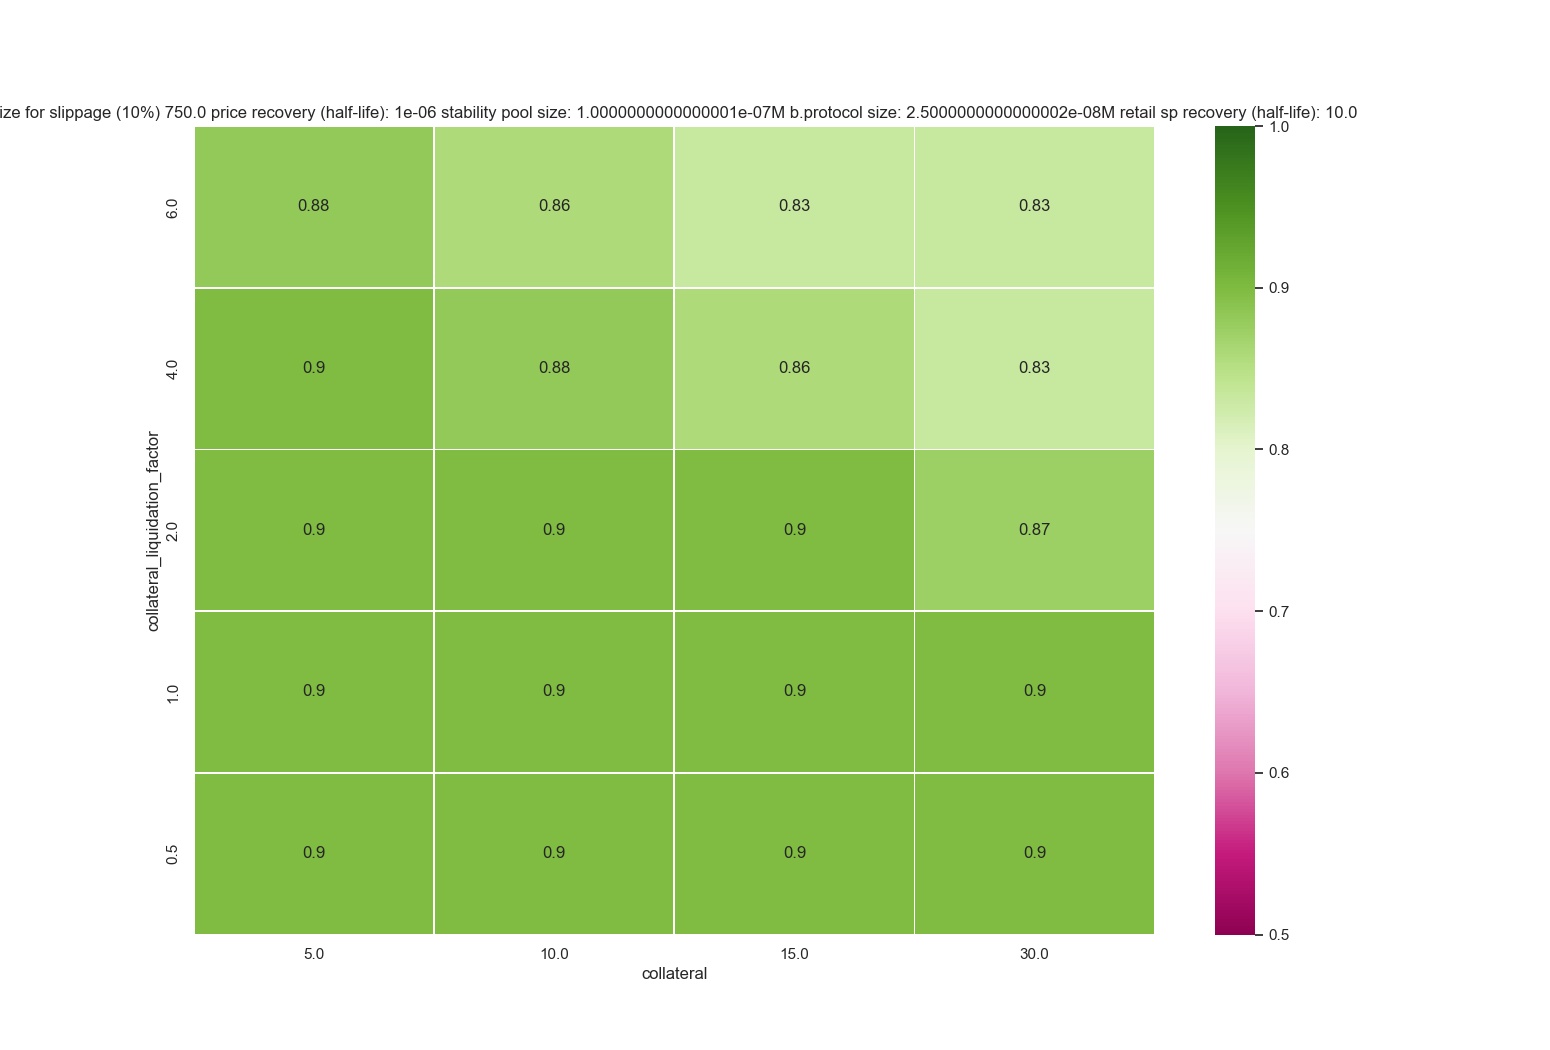 size for slippage (10%) 750.0 price recovery (half-life): 1e-06 stability pool size: 1.0000000000000001e-07M b.protocol size: 2.5000000000000002e-08M retail sp recovery (half-life): 10.0
1.0
6.0 0.88 0.86 0.83 0.83
0.9
4.0 0.9 0.88 0.86 0.83
0.8
collateral_liquidation_factor
2.0 0.9 0.9 0.9 0.87
0.7
1.0 0.9 0.9 0.9 0.9
0.6
0.5 0.9 0.9 0.9 0.9
0.5
5.0 10.0 15.0 30.0
collateral